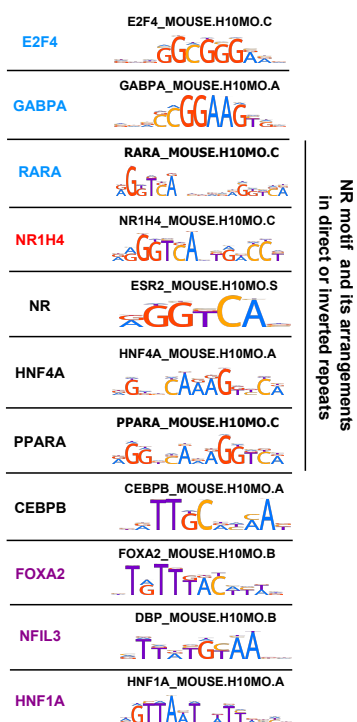 E2F4
E2F4_MOUSE.H10MO.C
GABPA
GABPA_MOUSE.H10MO.A
RARA
RARA_MOUSE.H10MO.C
NR1H4
NR1H4_MOUSE.H10MO.C
NR
ESR2_MOUSE.H10MO.S
HNF4A
HNF4A_MOUSE.H10MO.A
PPARA
PPARA_MOUSE.H10MO.C
CEBPB
CEBPB_MOUSE.H10MO.A
FOXA2
FOXA2_MOUSE.H10MO.B
NFIL3
DBP_MOUSE.H10MO.B
HNF1A
HNF1A_MOUSE.H10MO.A
NR motif and its arrangements
in direct or inverted repeats